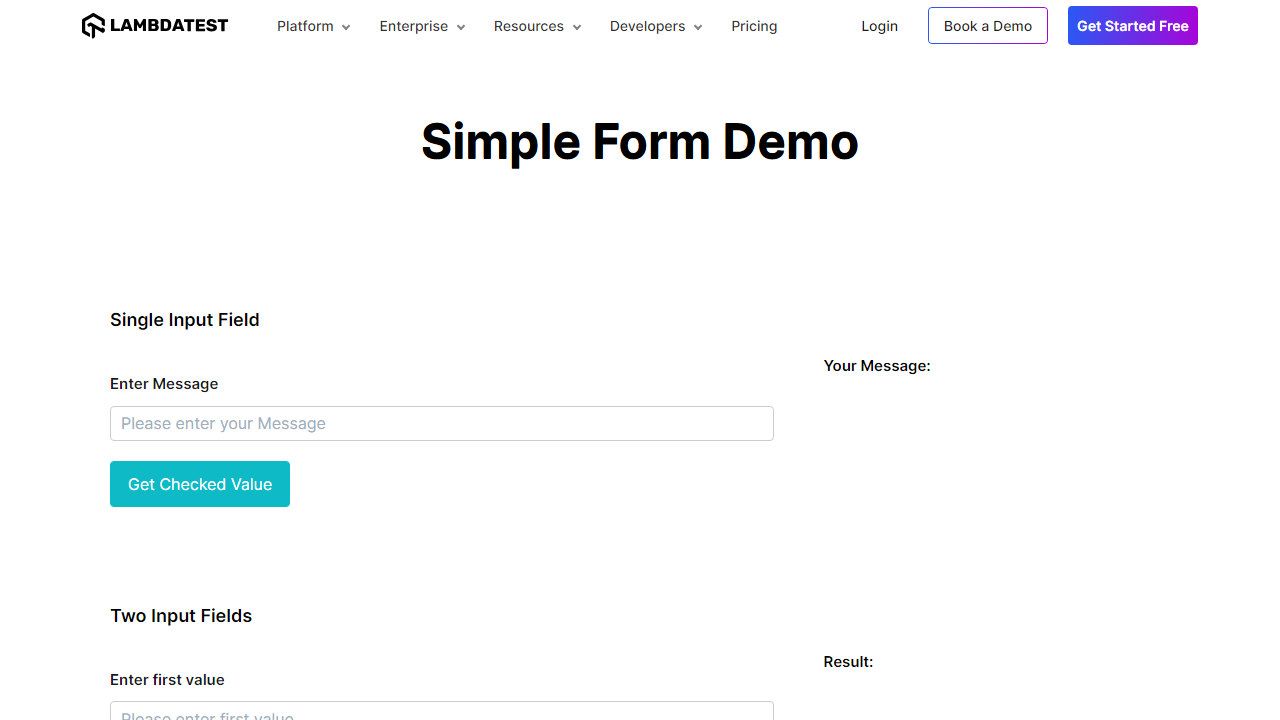 LAMBDATEST Platform Enterprise Resources Developers Pricing Login Book a Demo Get Started Free
Simple Form Demo
Single Input Field
Your Message:
Enter Message
Please enter your Message
Get Checked Value
Two Input Fields
Result:
Enter first value
Please enter first value